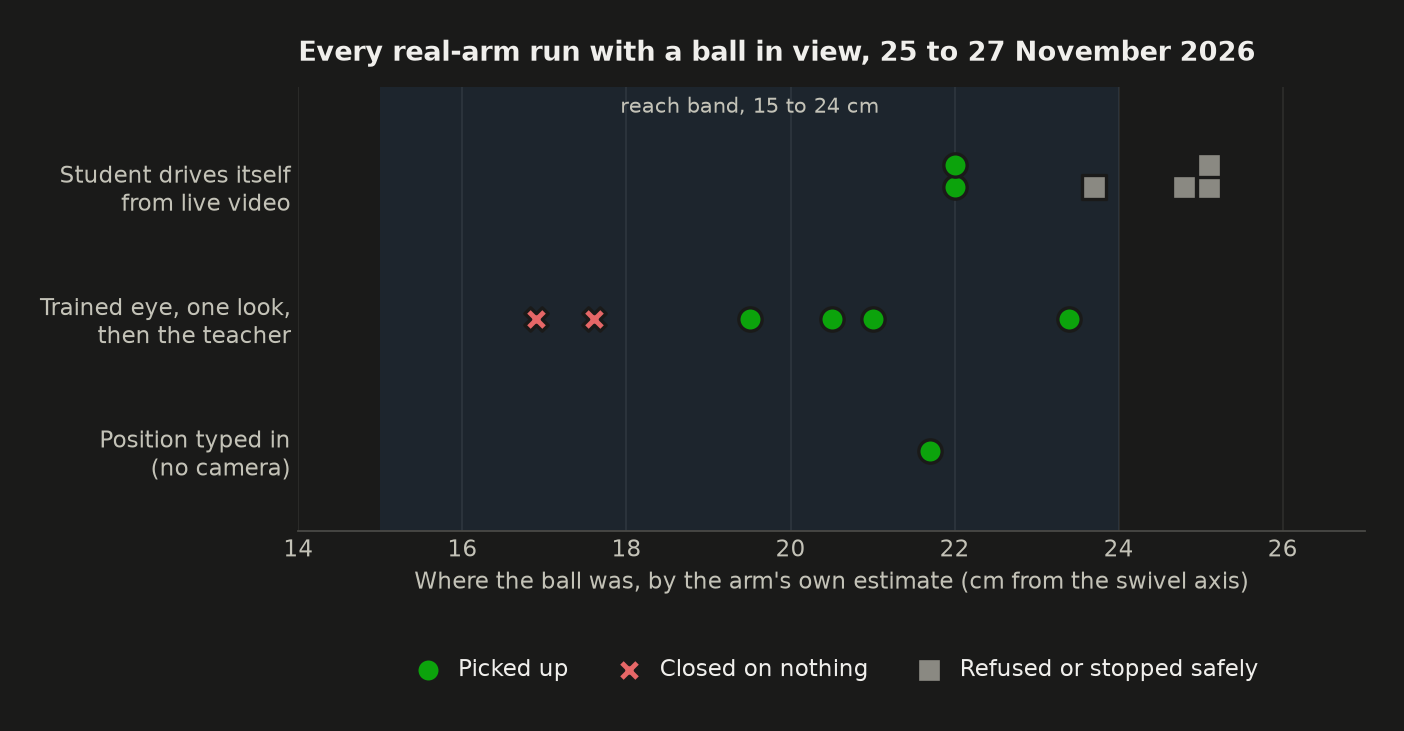 Every real-arm run with a ball in view, 25 to 27 November 2026
reach band, 15 to 24 cm
Student drives itself
from live video
Trained eye, one look,
then the teacher
Position typed in
(no camera)
14 16 18 20 22 24 26
Where the ball was, by the arm's own estimate (cm from the swivel axis)
Picked up Closed on nothing Refused or stopped safely